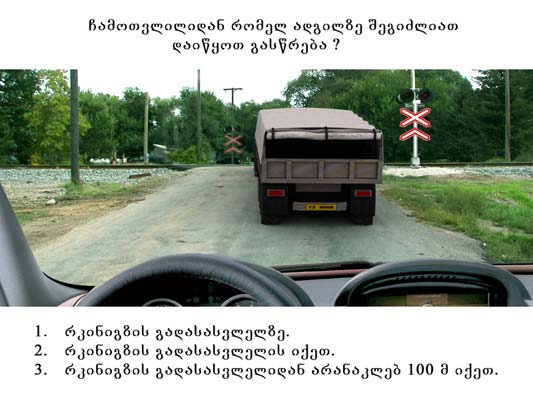 ჩამოთვლილიდან რომელ ადგილზე შეგიძლიათ
დაიწყოთ გასწრება ?
1. რკინიგზის გადასასვლელზე.
2. რკინიგზის გადასასვლელის იქეთ.
3. რკინიგზის გადასასვლელიდან არანაკლებ 100 მ იქეთ.